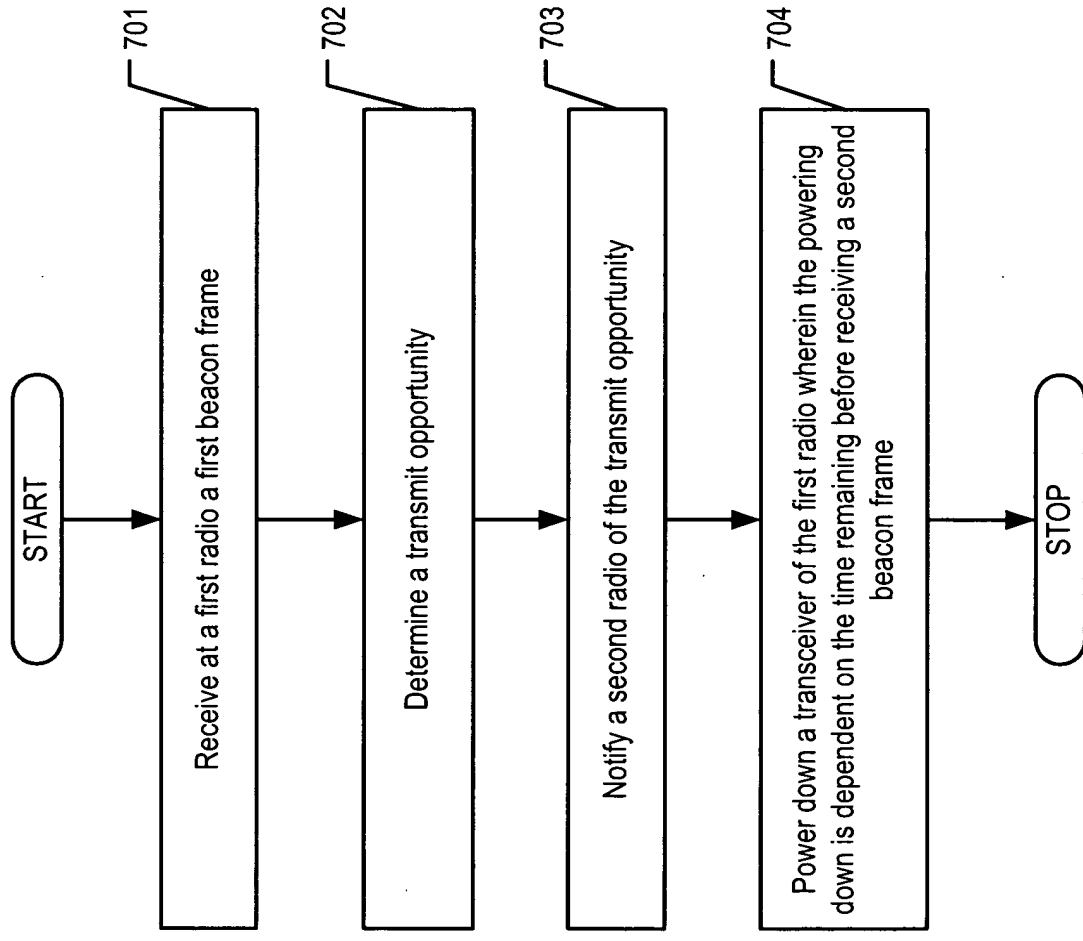 START
701
Receive at a first radio a first beacon frame
702
Determine a transmit opportunity
703
Notify a second radio of the transmit opportunity
704
Power down a transceiver of the first radio wherein the powering
down is dependent on the time remaining before receiving a second
beacon frame
STOP